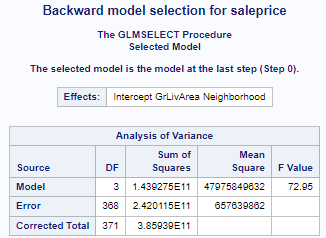 Backward model selection for saleprice
The GLMSELECT Procedure
Selected Model
The selected model is the model at the last step (Step 0).
Effects: Intercept GrLivArea Neighborhood
Analysis of Variance
Source DF Sum of Squares Mean Square F Value
Model 3 1.439275E11 47975849632 72.95
Error 368 2.420115E11 657639862
Corrected Total 371 3.85939E11